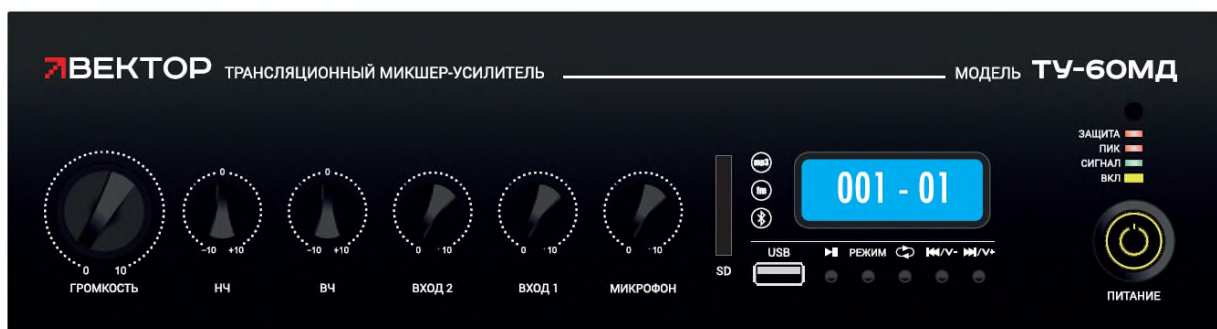 ВЕКТОР ТРАНСЛЯЦИОННЫЙ МИКШЕР-УСИЛИТЕЛЬ МОДЕЛЬ ТУ-60МД
ЗАЩИТА
ПИК
СИГНАЛ
ВКЛ
0 0
-10 +10 -10 +10 0 10 0 10 0 10
0 10
ГРОМКОСТЬ НЧ ВЧ ВХОД 2 ВХОД 1 МИКРОФОН
SD
mp3
fm
001 - 01
USB РЕЖИМ /V- /V+
ПИТАНИЕ